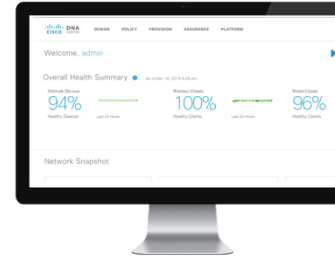 cisco DNA Center DESIGN POLICY PROVISION ASSURANCE PLATFORM
Welcome, admin
Overall Health Summary
Network Devices Wireless Clients Wired Clients
94% 100% 96%
Healthy Devices Last 24 Hours Healthy Clients Last 24 Hours Healthy Clients
Network Snapshot